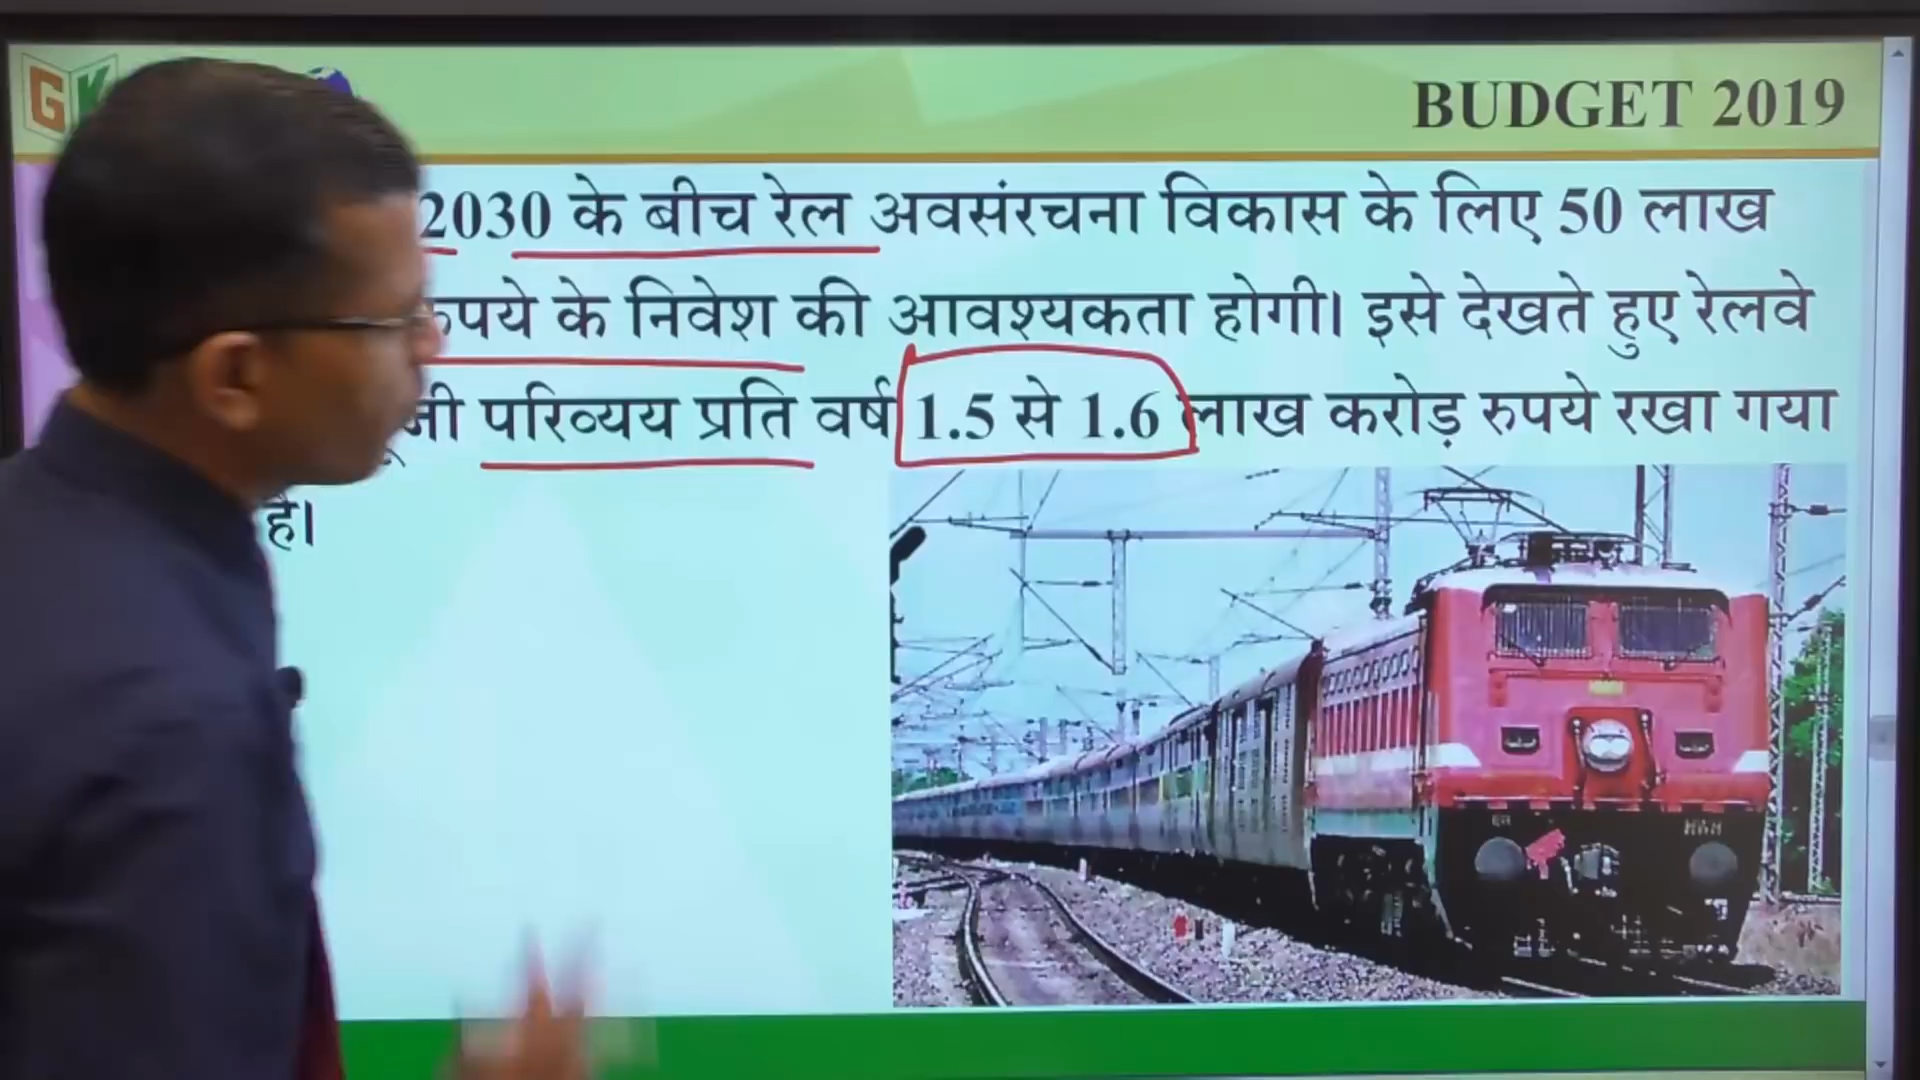 GK
BUDGET 2019
2030 के बीच रेल अवसंरचना विकास के लिए 50 लाख
रुपये के निवेश की आवश्यकता होगी। इसे देखते हुए रेलवे
परिव्यय प्रति वर्ष 1.5 से 1.6 लाख करोड़ रुपये रखा गया
है।